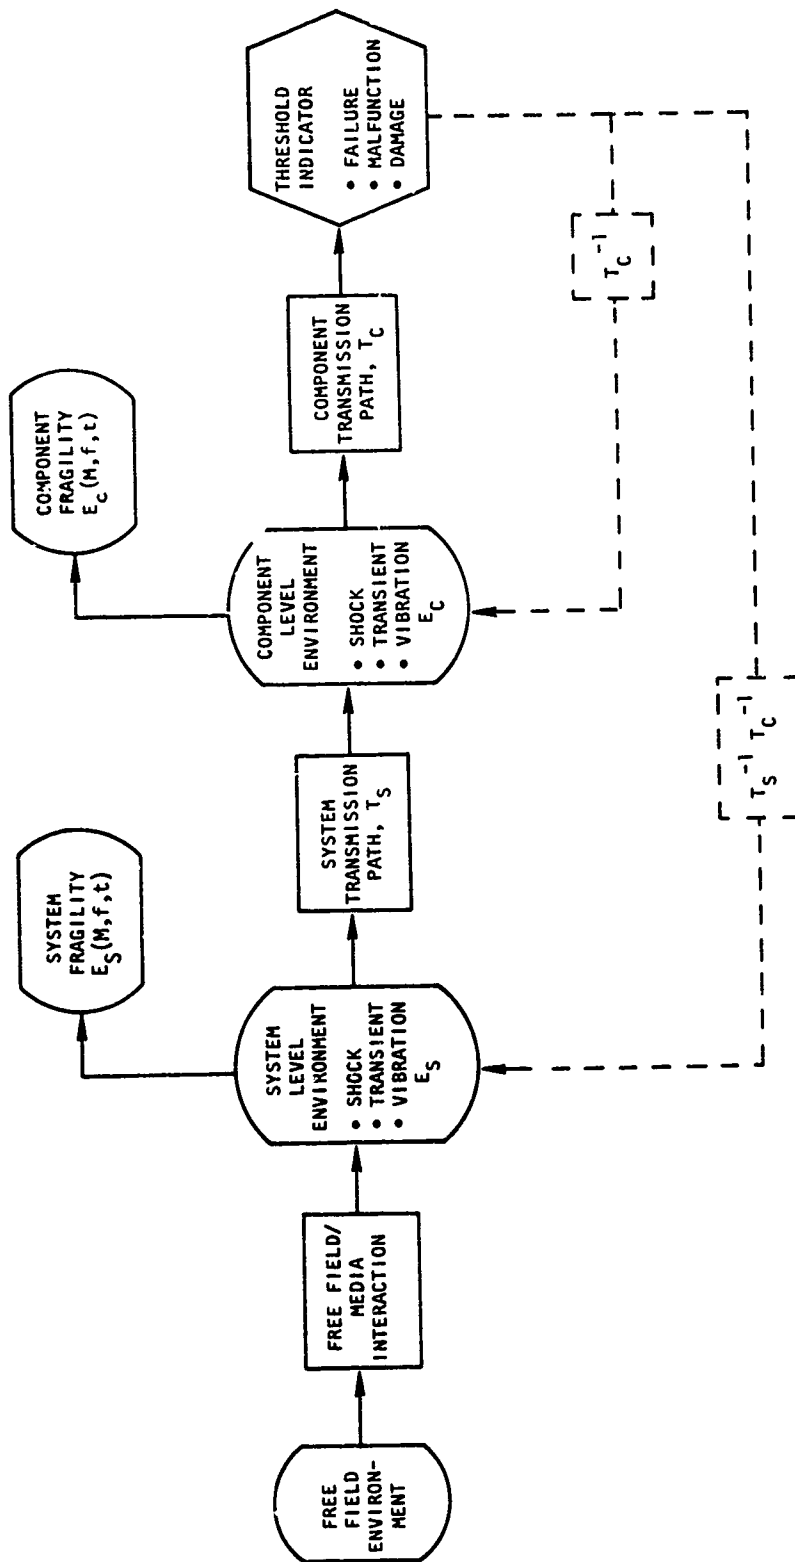 FREE
FIELD
ENVIRON-
MENT
FREE FIELD/
MEDIA
INTERACTION
SYSTEM
LEVEL
ENVIRONMENT
• SHOCK
• TRANSIENT
• VIBRATION
E_S
SYSTEM
FRAGILITY
E_S(M,f,t)
SYSTEM
TRANSMISSION
PATH, T_S
COMPONENT
LEVEL
ENVIRONMENT
• SHOCK
• TRANSIENT
• VIBRATION
E_C
COMPONENT
FRAGILITY
E_c(M,f,t)
COMPONENT
TRANSMISSION
PATH, T_C
THRESHOLD
INDICATOR
• FAILURE
• MALFUNCTION
• DAMAGE
T_C^-1
T_S^-1 T_C^-1